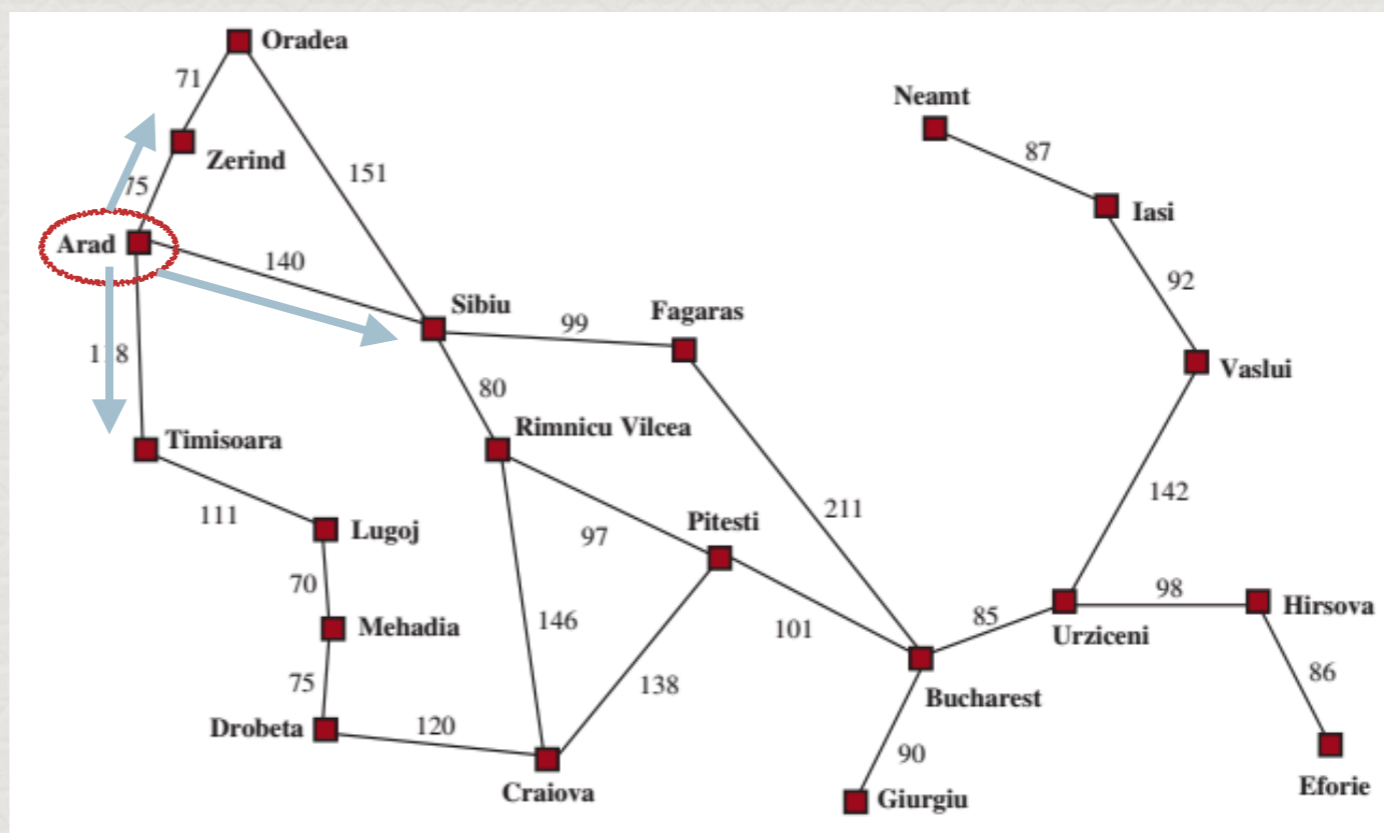 Oradea
71
Neamt
87
Zerind
151
75
Iasi
Arad
140
92
Sibiu
Fagaras
99
118
Vaslui
80
Rimnicu Vilcea
Timisoara
142
211
111
Pitesti
Lugoj
97
70
98
Hirsova
85
Mehadia
146
101
Urziceni
86
75
138
Bucharest
Drobeta
120
90
Eforie
Craiova
Giurgiu